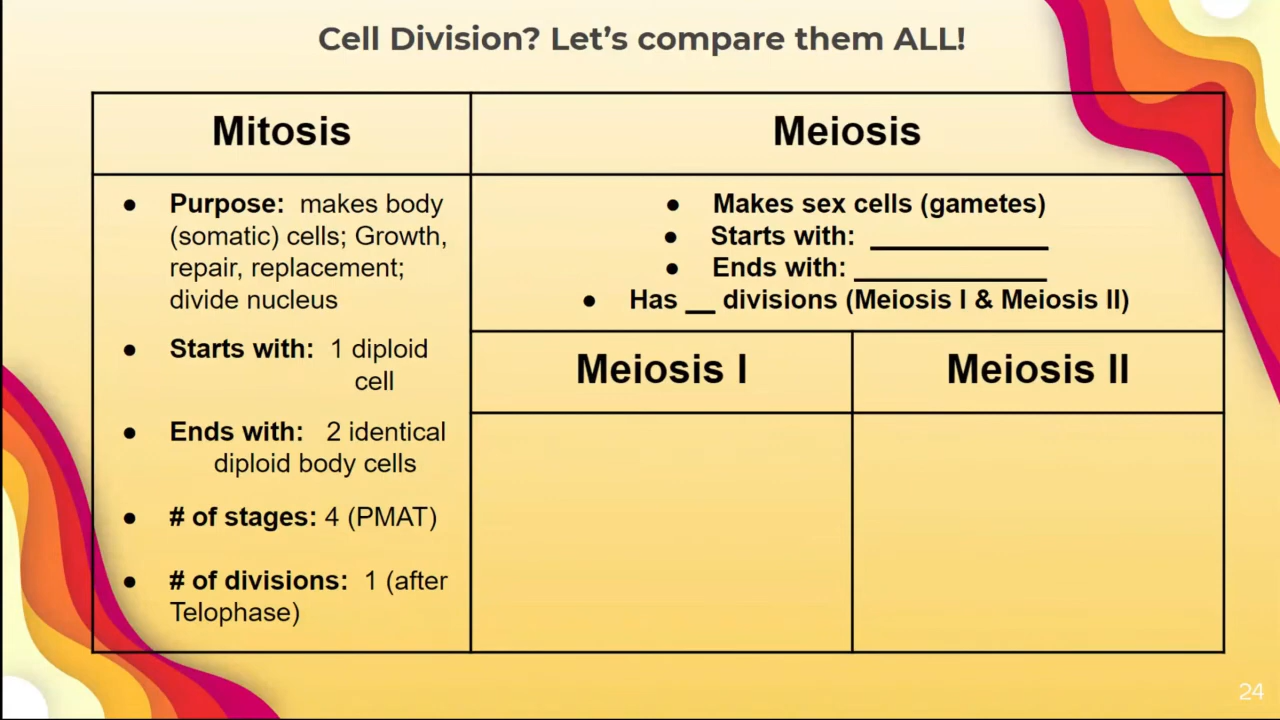 Cell Division? Let's compare them ALL!
Mitosis
Meiosis
● Purpose: makes body
(somatic) cells; Growth,
repair, replacement;
divide nucleus
● Starts with: 1 diploid
cell
● Ends with: 2 identical
diploid body cells
● # of stages: 4 (PMAT)
● # of divisions: 1 (after
Telophase)
● Makes sex cells (gametes)
● Starts with: ____________
● Ends with: _____________
● Has __ divisions (Meiosis I & Meiosis II)
Meiosis I
Meiosis II
24